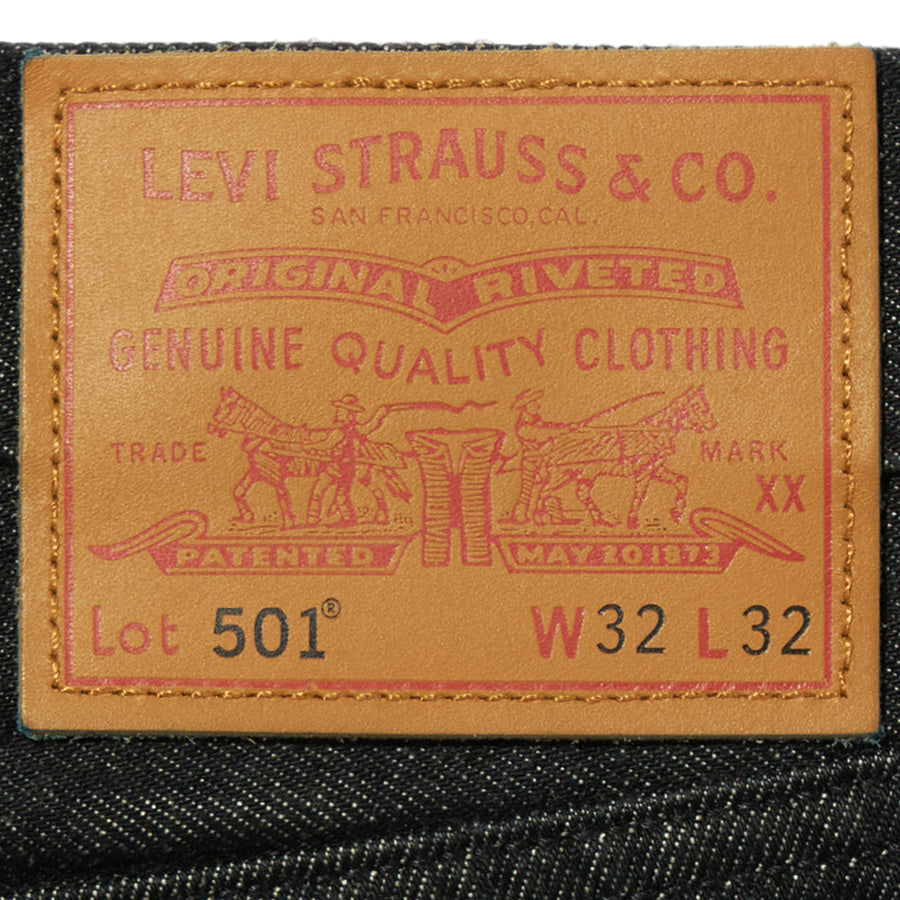 LEVI STRAUSS & CO.
SAN FRANCISCO, CAL.
ORIGINAL RIVETED
GENUINE QUALITY CLOTHING
TRADE MARK
XX
PATENTED MAY 20 1873
Lot 501® W32 L32